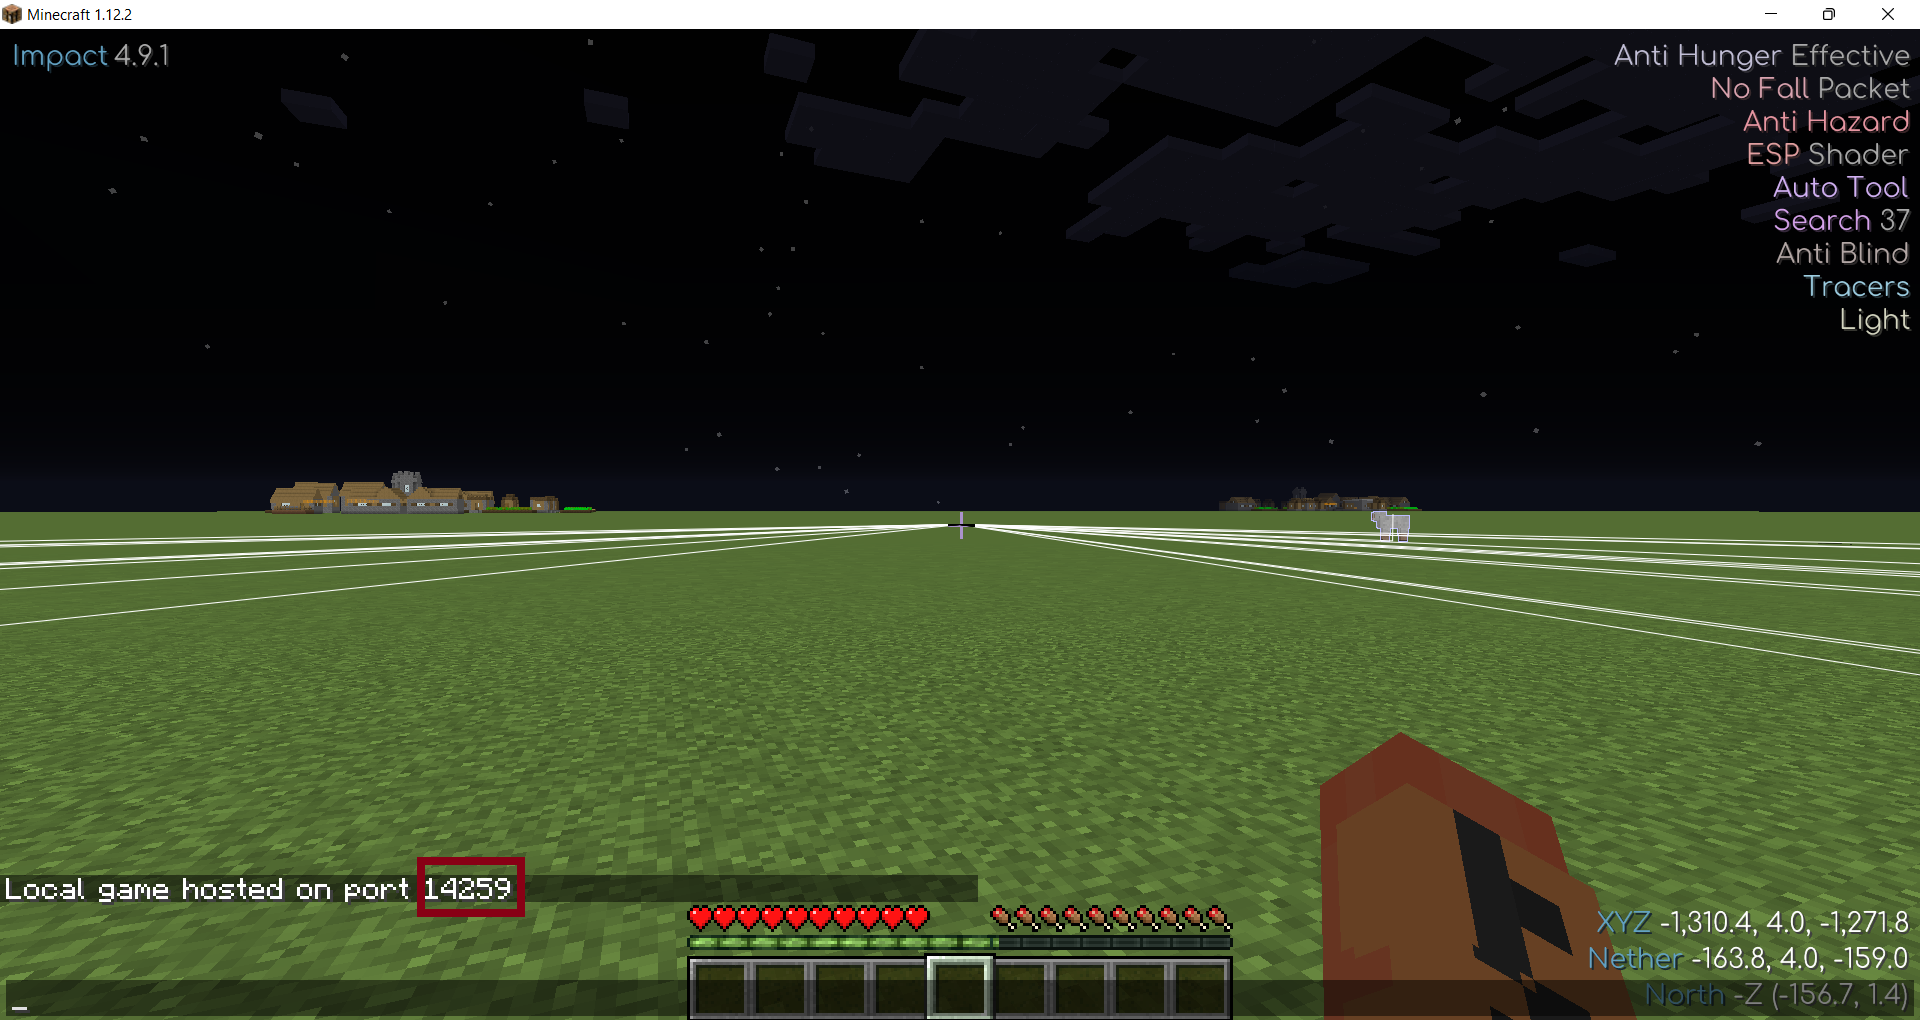 Minecraft 1.12.2
Impact 4.9.1
Anti Hunger Effective
No Fall Packet
Anti Hazard
ESP Shader
Auto Tool
Search 37
Anti Blind
Tracers
Light
Local game hosted on port 14259
XYZ -1,310.4, 4.0, -1,271.8
Nether -163.8, 4.0, -159.0
North -Z (-156.7, 1.4)
_